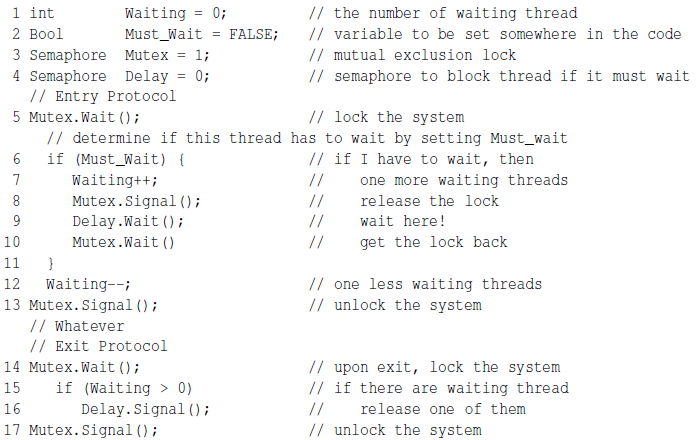 1 int Waiting = 0; // the number of waiting thread
2 Bool Must_Wait = FALSE; // variable to be set somewhere in the code
3 Semaphore Mutex = 1; // mutual exclusion lock
4 Semaphore Delay = 0; // semaphore to block thread if it must wait
// Entry Protocol
5 Mutex.Wait(); // lock the system
// determine if this thread has to wait by setting Must_wait
6 if (Must_Wait) { // if I have to wait, then
7 Waiting++; // one more waiting threads
8 Mutex.Signal(); // release the lock
9 Delay.Wait(); // wait here!
10 Mutex.Wait() // get the lock back
11 }
12 Waiting--; // one less waiting threads
13 Mutex.Signal(); // unlock the system
// Whatever
// Exit Protocol
14 Mutex.Wait(); // upon exit, lock the system
15 if (Waiting > 0) // if there are waiting thread
16 Delay.Signal(); // release one of them
17 Mutex.Signal(); // unlock the system